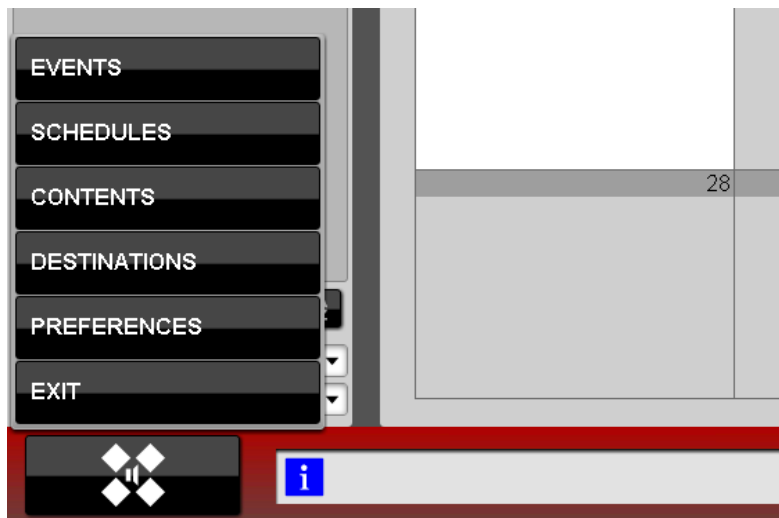 EVENTS
SCHEDULES
CONTENTS
DESTINATIONS
PREFERENCES
EXIT
28
i